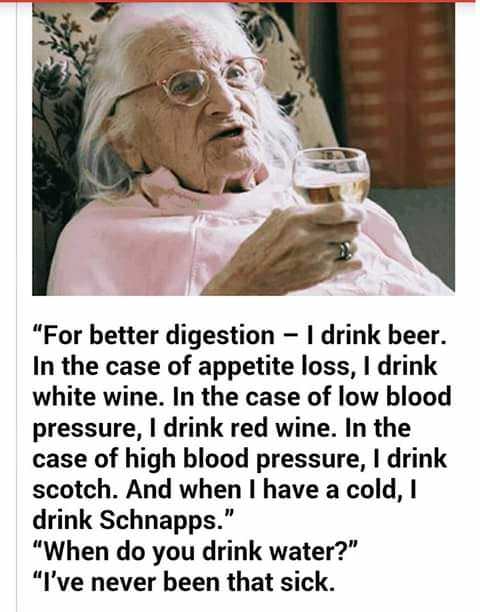 “For better digestion – I drink beer.
In the case of appetite loss, I drink
white wine. In the case of low blood
pressure, I drink red wine. In the
case of high blood pressure, I drink
scotch. And when I have a cold, I
drink Schnapps.”
“When do you drink water?”
“I’ve never been that sick.